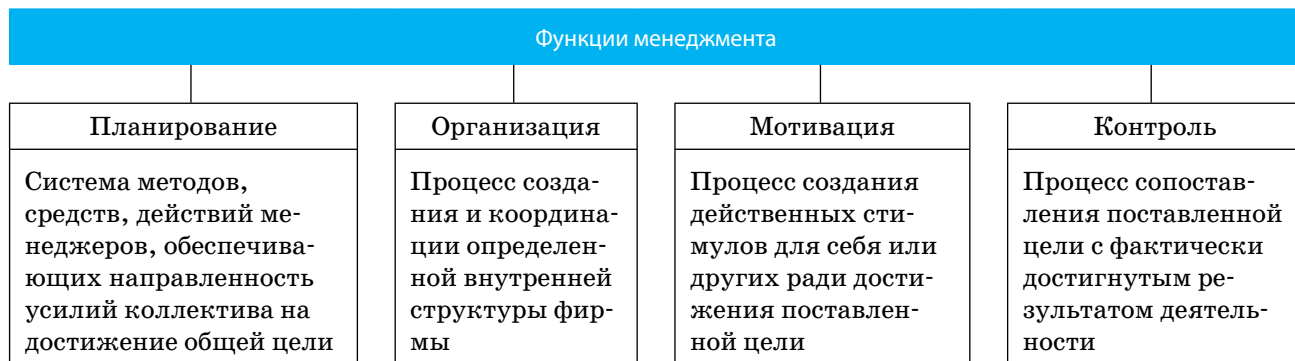 Функции менеджмента
Планирование
Система методов,
средств, действий ме-
неджеров, обеспечива-
ющих направленность
усилий коллектива на
достижение общей цели
Организация
Процесс созда-
ния и координа-
ции определен-
ной внутренней
структуры фир-
мы
Мотивация
Процесс создания
действенных сти-
мулов для себя или
других ради дости-
жения поставлен-
ной цели
Контроль
Процесс сопостав-
ления поставленной
цели с фактически
достигнутым ре-
зультатом деятель-
ности